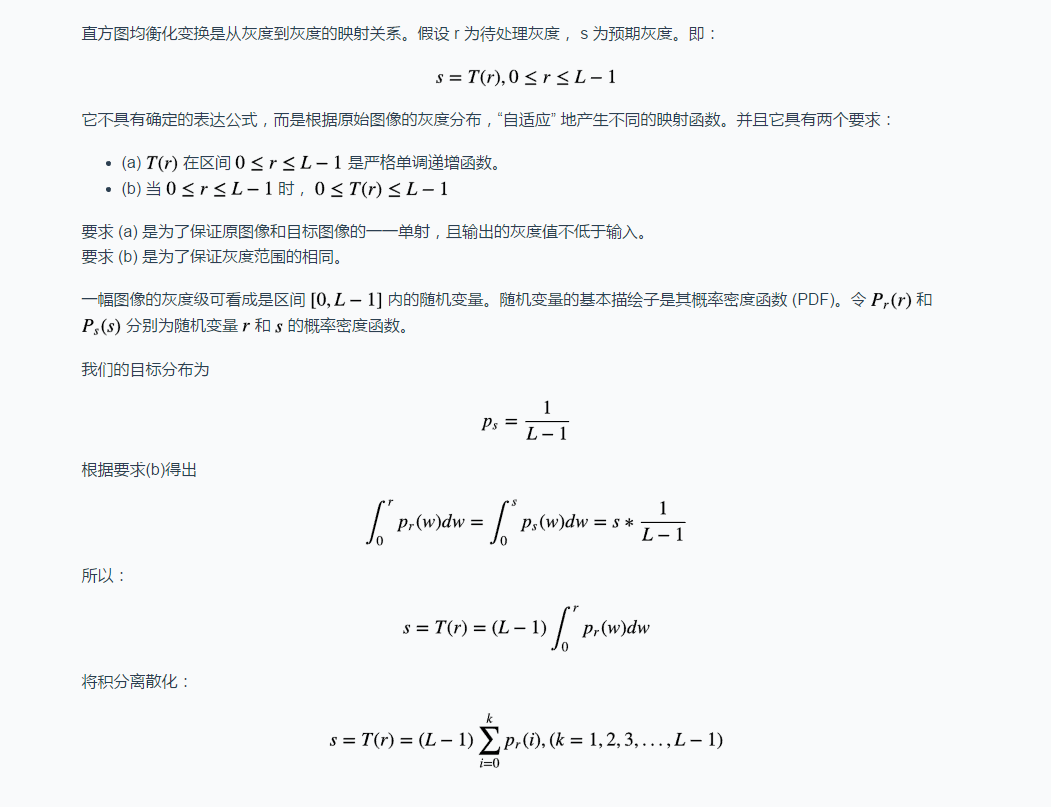 直方图均衡化变换是从灰度到灰度的映射关系。假设 r 为待处理灰度， s 为预期灰度。即：
s = T(r), 0 ≤ r ≤ L − 1
它不具有确定的表达公式，而是根据原始图像的灰度分布，“自适应” 地产生不同的映射函数。并且它具有两个要求：
• (a) T(r) 在区间 0 ≤ r ≤ L − 1 是严格单调递增函数。
• (b) 当 0 ≤ r ≤ L − 1 时， 0 ≤ T(r) ≤ L − 1
要求 (a) 是为了保证原图像和目标图像的一一单射，且输出的灰度值不低于输入。
要求 (b) 是为了保证灰度范围的相同。
一幅图像的灰度级可看成是区间 [0, L − 1] 内的随机变量。随机变量的基本描绘子是其概率密度函数 (PDF)。令 P_r(r) 和
P_s(s) 分别为随机变量 r 和 s 的概率密度函数。
我们的目标分布为
p_s = \frac{1}{L − 1}
根据要求(b)得出
\int_0^r p_r(w)dw = \int_0^s p_s(w)dw = s * \frac{1}{L − 1}
所以：
s = T(r) = (L − 1) \int_0^r p_r(w)dw
将积分离散化：
s = T(r) = (L − 1) \sum_{i=0}^{k} p_r(i), (k = 1, 2, 3, . . . , L − 1)